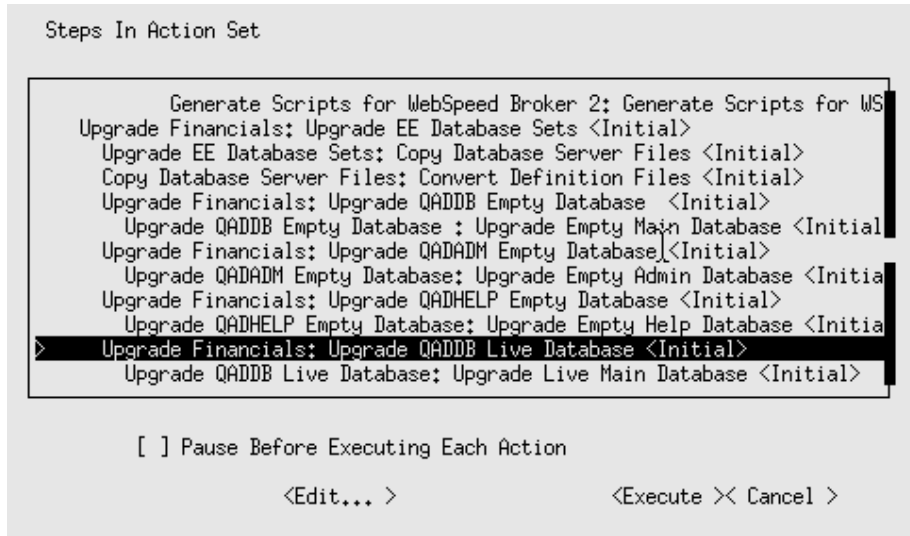 Steps In Action Set
Generate Scripts for WebSpeed Broker 2: Generate Scripts for WS
Upgrade Financials: Upgrade EE Database Sets <Initial>
Upgrade EE Database Sets: Copy Database Server Files <Initial>
Copy Database Server Files: Convert Definition Files <Initial>
Upgrade Financials: Upgrade QADDB Empty Database  <Initial>
Upgrade QADDB Empty Database : Upgrade Empty Main Database <Initial
Upgrade Financials: Upgrade QADADM Empty Database <Initial>
Upgrade QADADM Empty Database: Upgrade Empty Admin Database <Initia
Upgrade Financials: Upgrade QADHELP Empty Database <Initial>
Upgrade QADHELP Empty Database: Upgrade Empty Help Database <Initia
> Upgrade Financials: Upgrade QADDB Live Database <Initial>
Upgrade QADDB Live Database: Upgrade Live Main Database <Initial>
[ ] Pause Before Executing Each Action
<Edit... > <Execute >< Cancel >